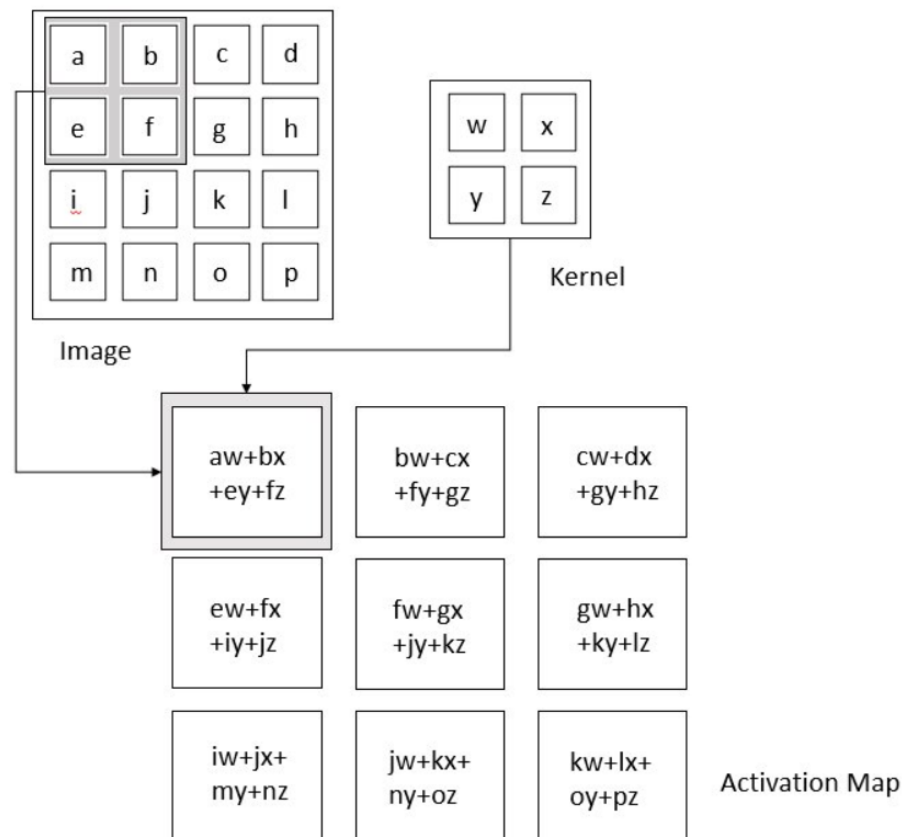 a b c d
e f g h
i j k l
m n o p
Image
w x
y z
Kernel
aw+bx
+ey+fz
bw+cx
+fy+gz
cw+dx
+gy+hz
ew+fx
+iy+jz
fw+gx
+jy+kz
gw+hx
+ky+lz
iw+jx+
my+nz
jw+kx+
ny+oz
kw+lx+
oy+pz
Activation Map